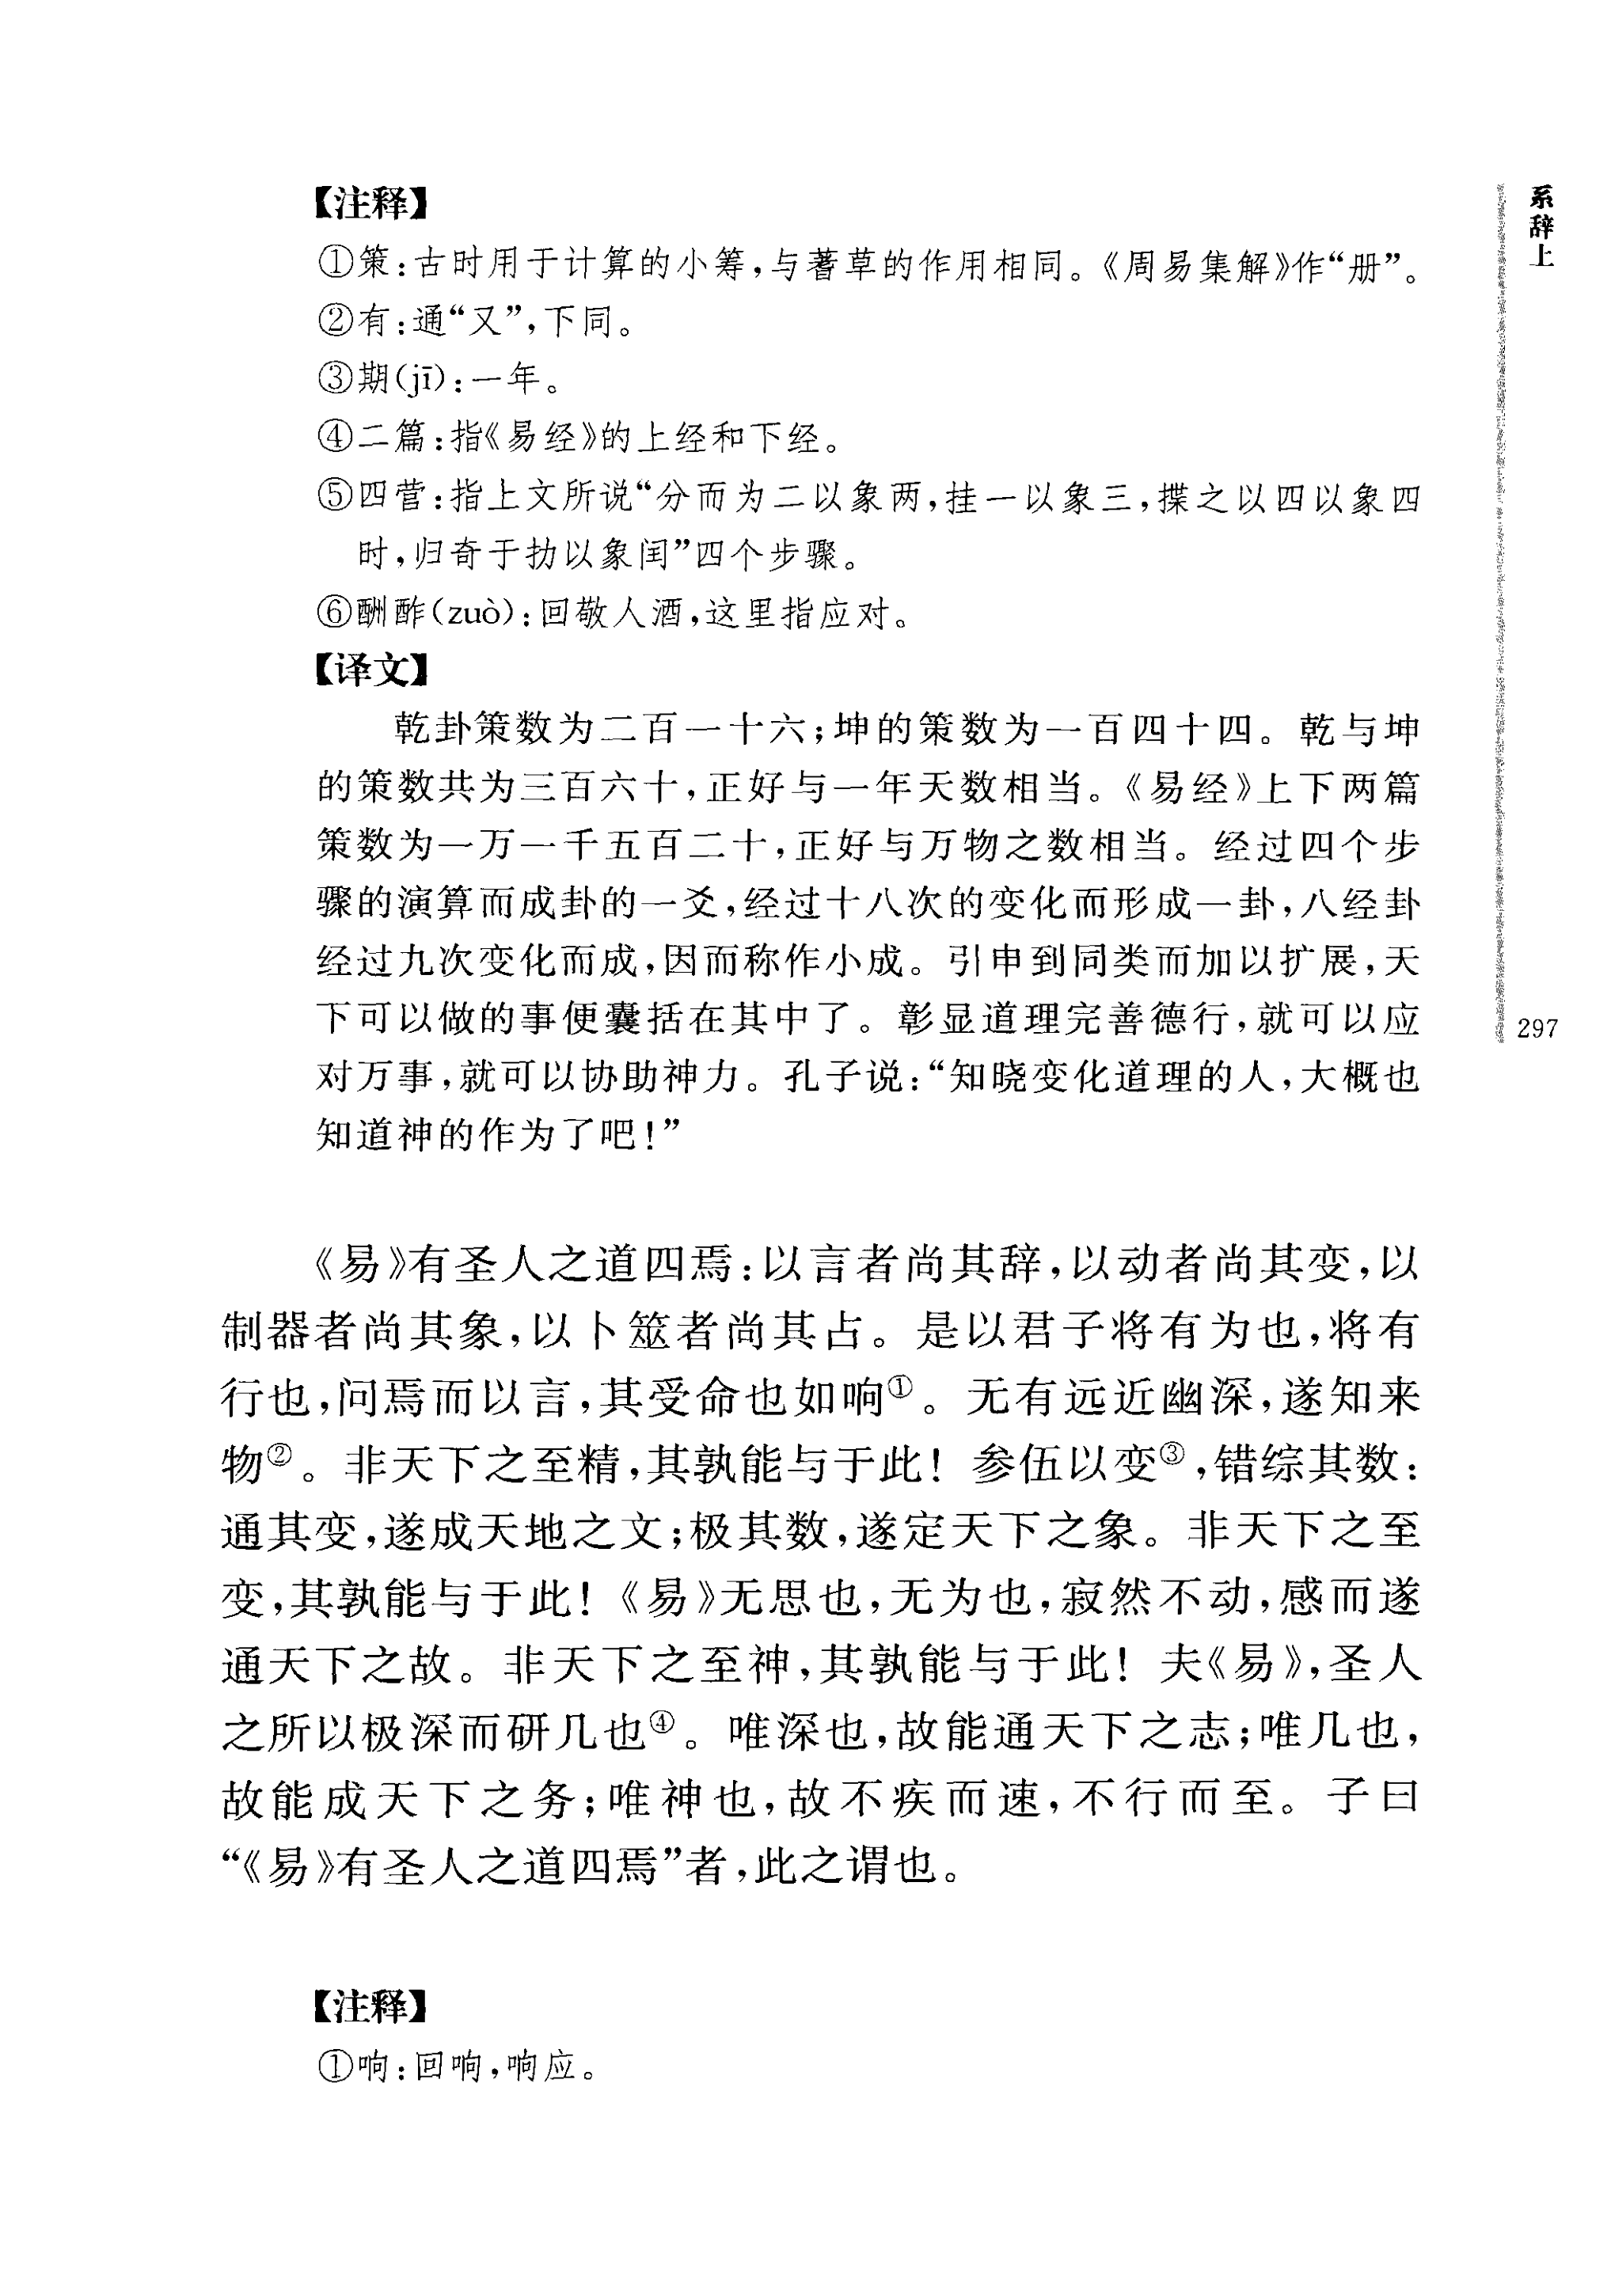 【注释】
①策：古时用于计算的小筹，与蓍草的作用相同。《周易集解》作“册”。
②有：通“又”，下同。
③期(jī)：一年。
④二篇：指《易经》的上经和下经。
⑤四营：指上文所说“分而为二以象两，挂一以象三，揲之以四以象四
时，归奇于扐以象闰”四个步骤。
⑥酬酢(zuò)：回敬人酒，这里指应对。
【译文】
乾卦策数为二百一十六；坤的策数为一百四十四。乾与坤
的策数共为三百六十，正好与一年天数相当。《易经》上下两篇
策数为一万一千五百二十，正好与万物之数相当。经过四个步
骤的演算而成卦的一爻，经过十八次的变化而形成一卦，八经卦
经过九次变化而成，因而称作小成。引申到同类而加以扩展，天
下可以做的事便囊括在其中了。彰显道理完善德行，就可以应
对万事，就可以协助神力。孔子说：“知晓变化道理的人，大概也
知道神的作为了吧！”
《易》有圣人之道四焉：以言者尚其辞，以动者尚其变，以
制器者尚其象，以卜筮者尚其占。是以君子将有为也，将有
行也，问焉而以言，其受命也如响①。无有远近幽深，遂知来
物②。非天下之至精，其孰能与于此！参伍以变③，错综其数：
通其变，遂成天地之文；极其数，遂定天下之象。非天下之至
变，其孰能与于此！《易》无思也，无为也，寂然不动，感而遂
通天下之故。非天下之至神，其孰能与于此！夫《易》，圣人
之所以极深而研几也④。唯深也，故能通天下之志；唯几也，
故能成天下之务；唯神也，故不疾而速，不行而至。子曰
“《易》有圣人之道四焉”者，此之谓也。
【注释】
①响：回响，响应。
系辞上
297